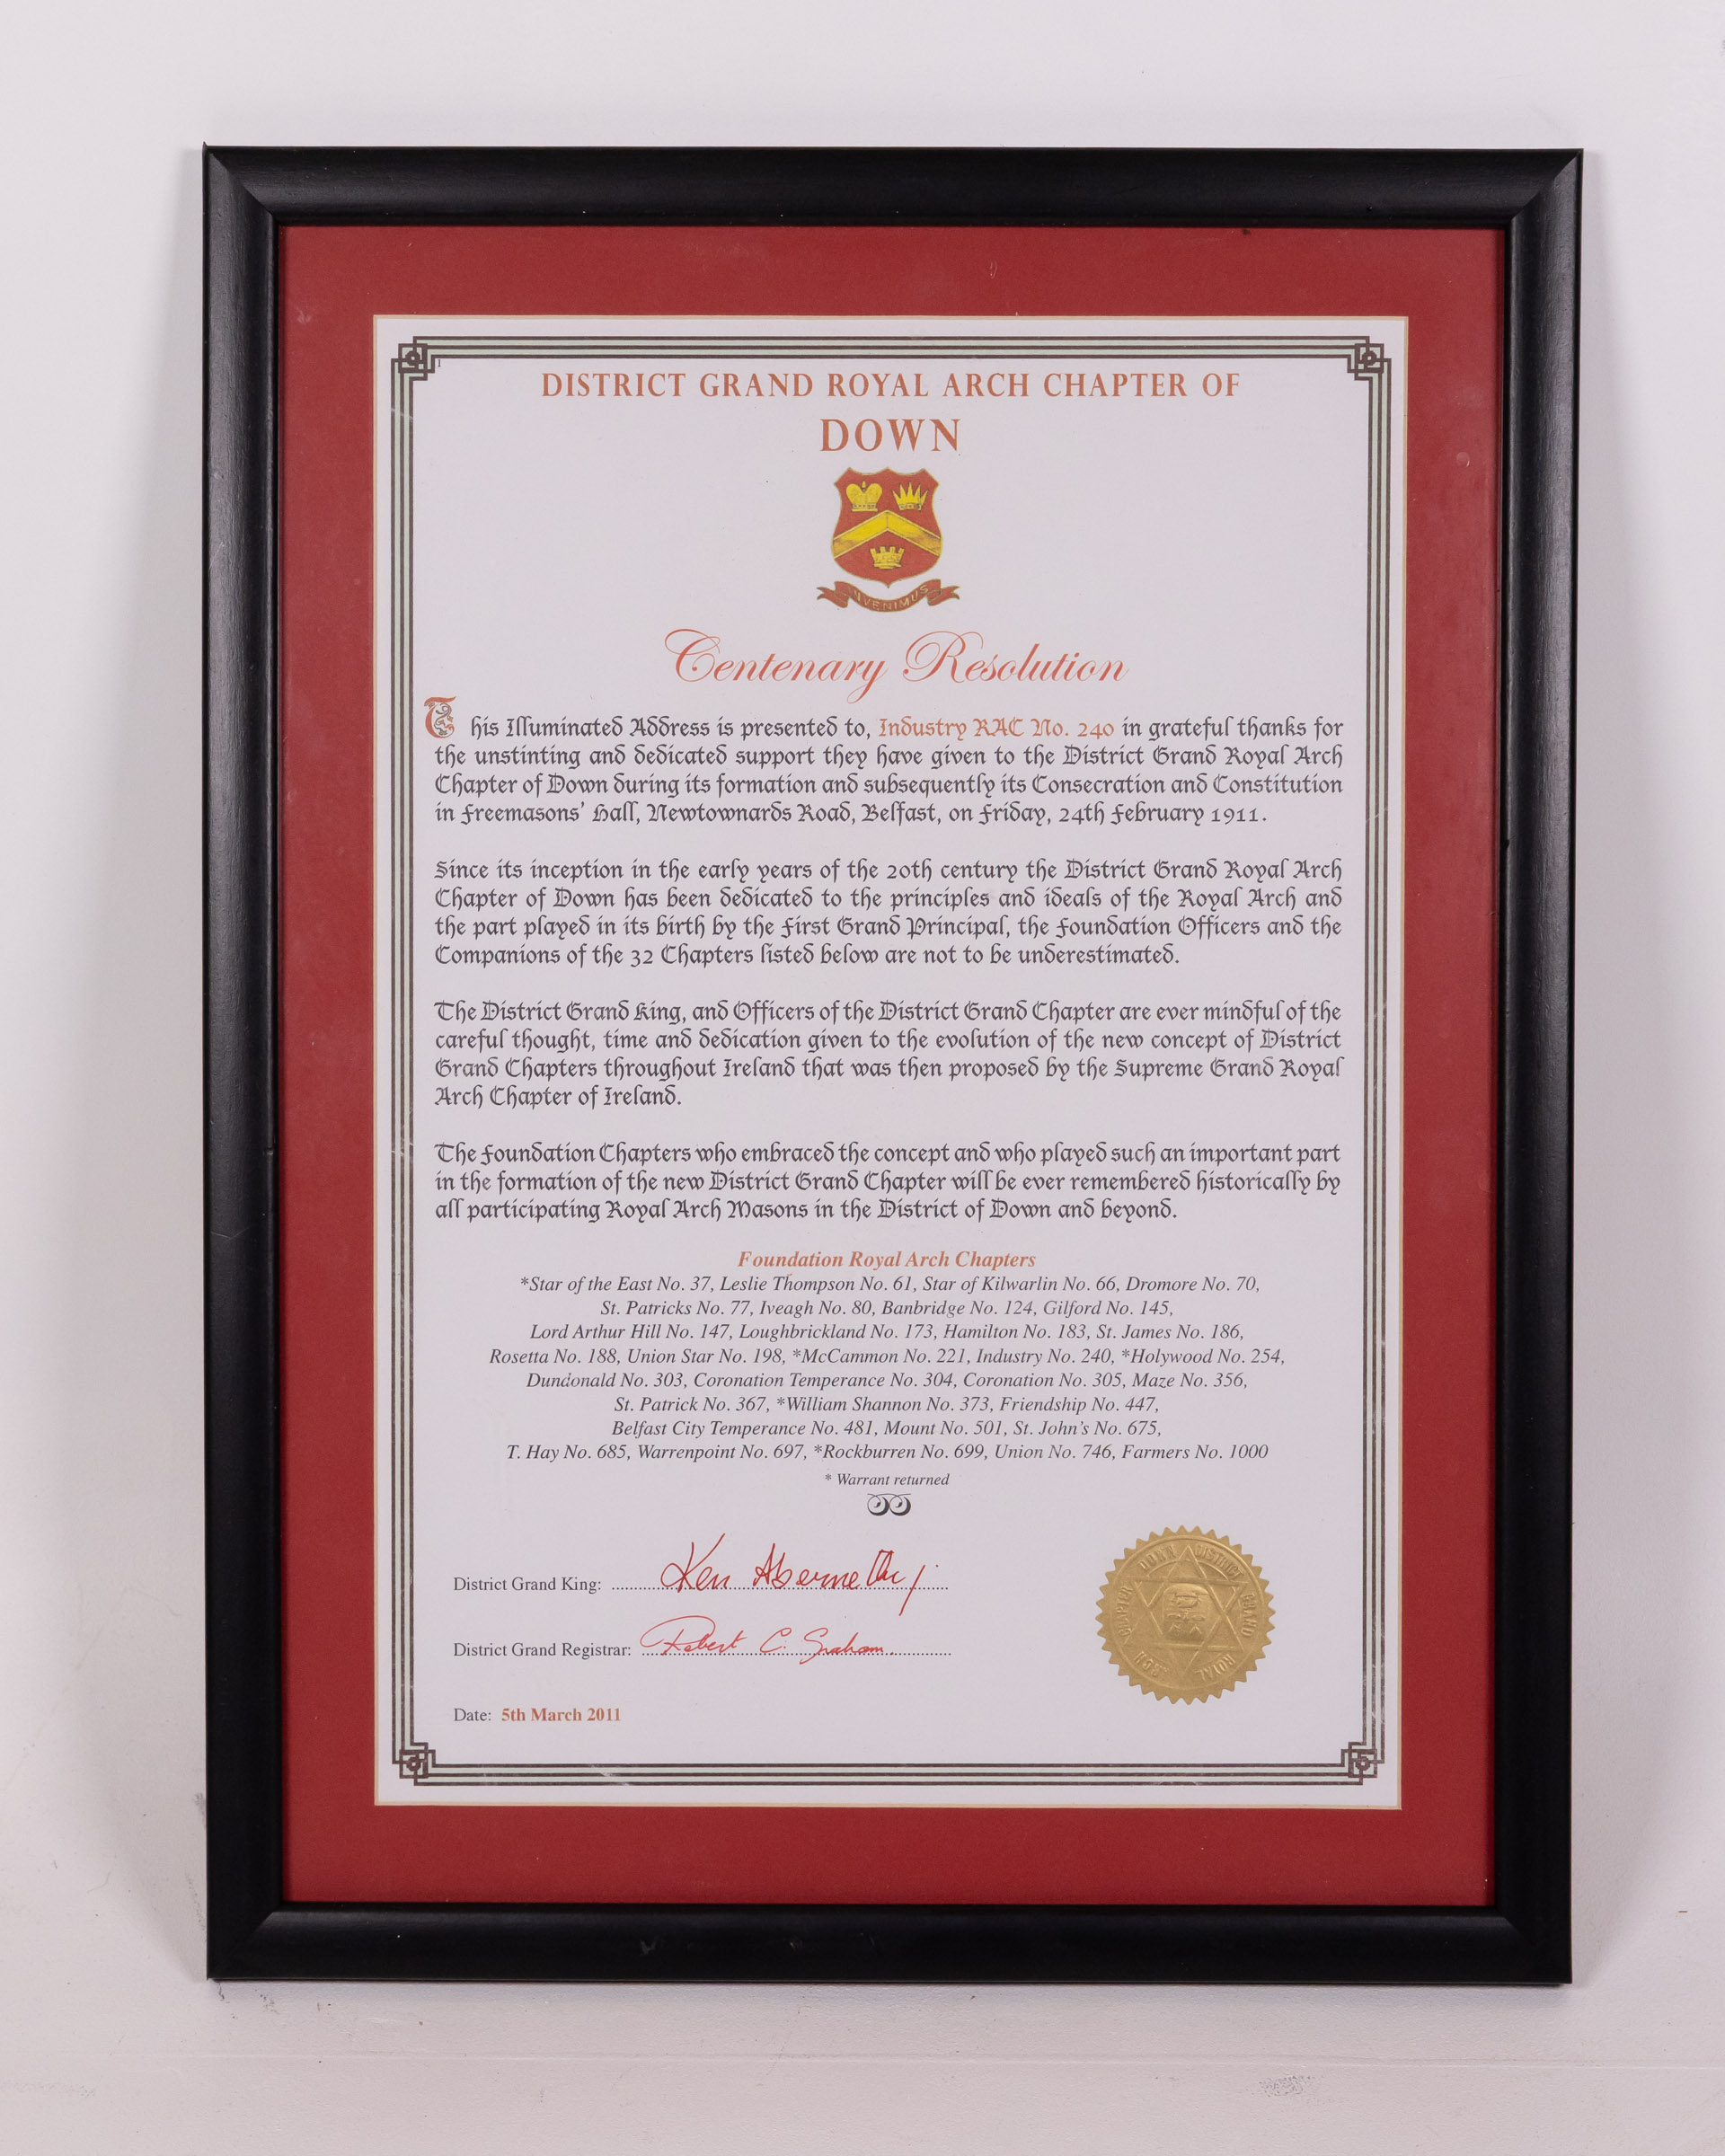 DISTRICT GRAND ROYAL ARCH CHAPTER OF
DOWN
Centenary Resolution
This Illuminated Address is presented to, Industry RAC No. 240 in grateful thanks for
the unstinting and dedicated support they have given to the District Grand Royal Arch
Chapter of Down during its formation and subsequently its Consecration and Constitution
in Freemasons' Hall, Newtownards Road, Belfast, on Friday, 24th February 1911.
Since its inception in the early years of the 20th century the District Grand Royal Arch
Chapter of Down has been dedicated to the principles and ideals of the Royal Arch and
the part played in its birth by the First Grand Principal, the Foundation Officers and the
Companions of the 32 Chapters listed below are not to be underestimated.
The District Grand King, and Officers of the District Grand Chapter are ever mindful of the
careful thought, time and dedication given to the evolution of the new concept of District
Grand Chapters throughout Ireland that was then proposed by the Supreme Grand Royal
Arch Chapter of Ireland.
The Foundation Chapters who embraced the concept and who played such an important part
in the formation of the new District Grand Chapter will be ever remembered historically by
all participating Royal Arch Masons in the District of Down and beyond.
Foundation Royal Arch Chapters
*Star of the East No. 37, Leslie Thompson No. 61, Star of Kilwarlin No. 66, Dromore No. 70,
St. Patricks No. 77, Iveagh No. 80, Banbridge No. 124, Gilford No. 145,
Lord Arthur Hill No. 147, Loughbrickland No. 173, Hamilton No. 183, St. James No. 186,
Rosetta No. 188, Union Star No. 198, *McCammon No. 221, Industry No. 240, *Holywood No. 254,
Dundonald No. 303, Coronation Temperance No. 304, Coronation No. 305, Maze No. 356,
St. Patrick No. 367, *William Shannon No. 373, Friendship No. 447,
Belfast City Temperance No. 481, Mount No. 501, St. John's No. 675,
T. Hay No. 685, Warrenpoint No. 697, *Rockburren No. 699, Union No. 746, Farmers No. 1000
* Warrant returned
District Grand King: Ken Abernethy
District Grand Registrar: Robert C. Graham
DOWN DISTRICT GRAND ROYAL CHAPTER
Date: 5th March 2011